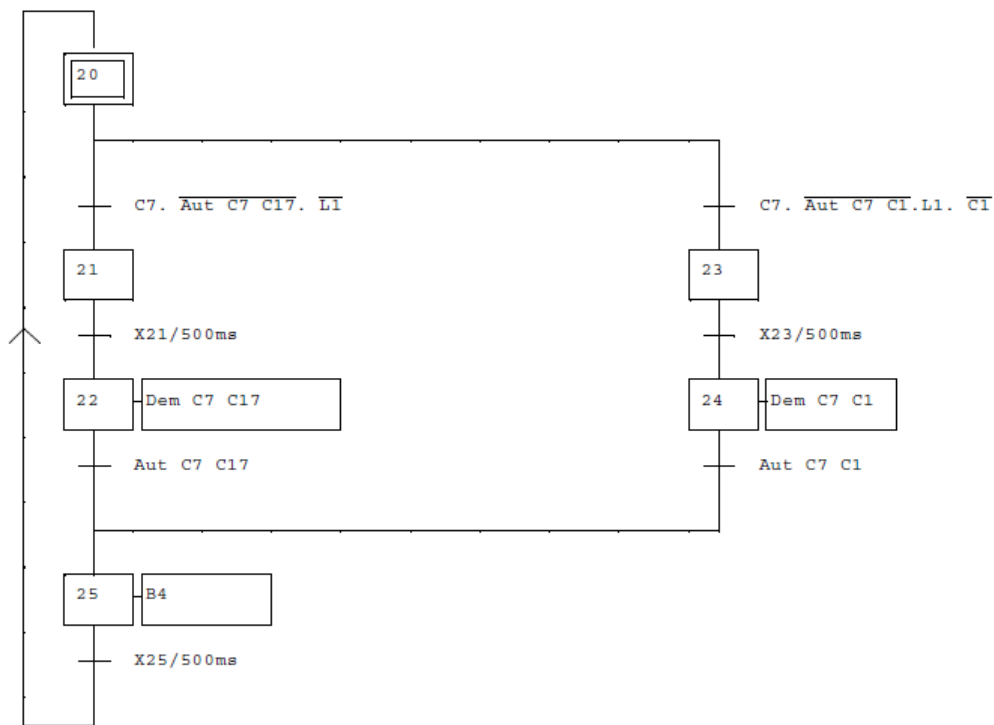 20
C7. Aut C7 C17. L1
C7. Aut C7 C1.L1. C1
21
23
X21/500ms
X23/500ms
22
Dem C7 C17
24
Dem C7 C1
Aut C7 C17
Aut C7 C1
25
B4
X25/500ms